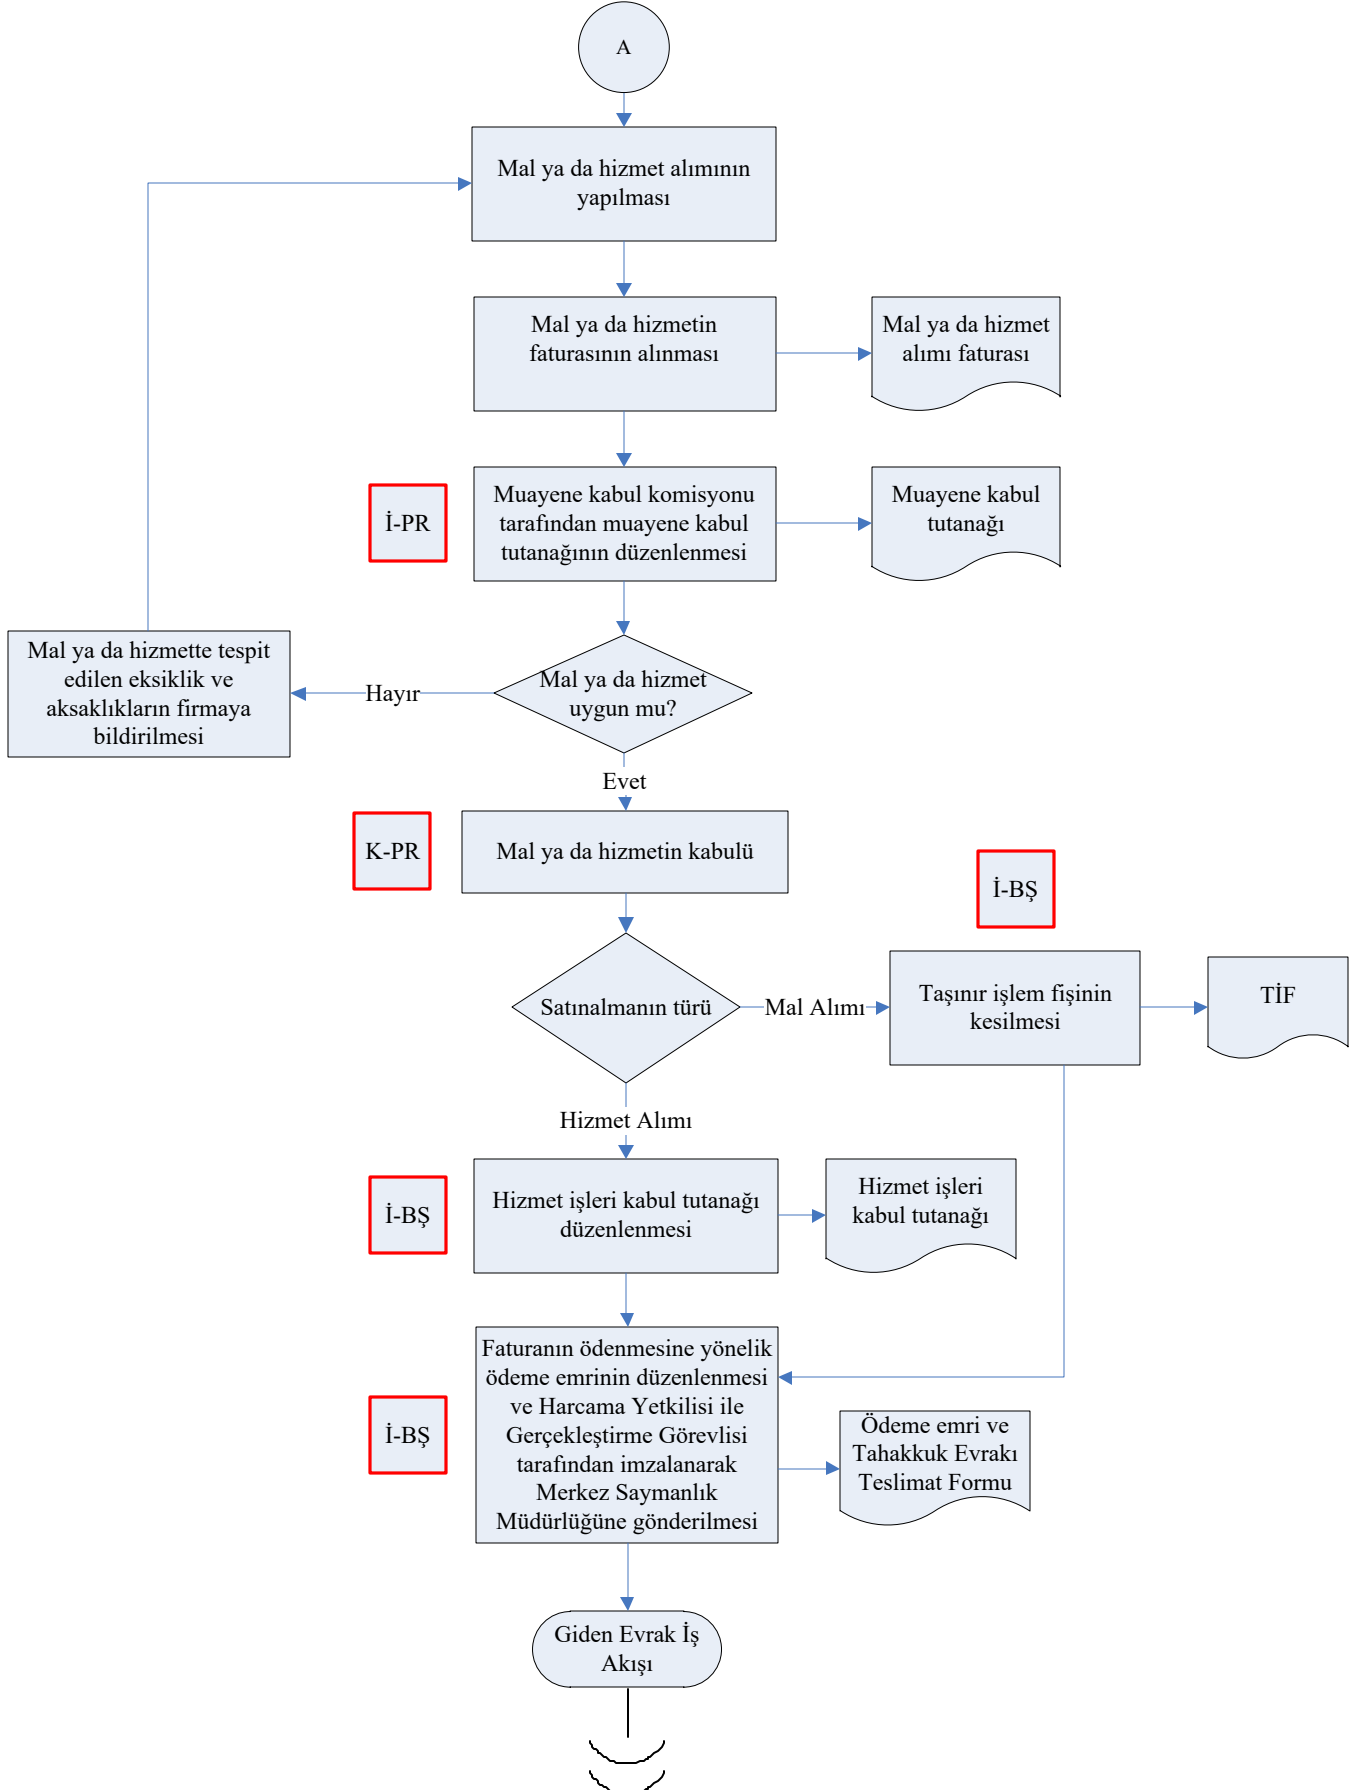 A
Mal ya da hizmet alımının
yapılması
Mal ya da hizmetin
faturasının alınması
Mal ya da hizmet
alımı faturası
İ-PR
Muayene kabul komisyonu
tarafından muayene kabul
tutanağının düzenlenmesi
Muayene kabul
tutanağı
Mal ya da hizmette tespit
edilen eksiklik ve
aksaklıkların firmaya
bildirilmesi
Hayır
Mal ya da hizmet
uygun mu?
Evet
K-PR
Mal ya da hizmetin kabulü
İ-BŞ
Satınalmanın türü
Mal Alımı
Taşınır işlem fişinin
kesilmesi
TİF
Hizmet Alımı
İ-BŞ
Hizmet işleri kabul tutanağı
düzenlenmesi
Hizmet işleri
kabul tutanağı
İ-BŞ
Faturanın ödenmesine yönelik
ödeme emrinin düzenlenmesi
ve Harcama Yetkilisi ile
Gerçekleştirme Görevlisi
tarafından imzalanarak
Merkez Saymanlık
Müdürlüğüne gönderilmesi
Ödeme emri ve
Tahakkuk Evrakı
Teslimat Formu
Giden Evrak İş
Akışı